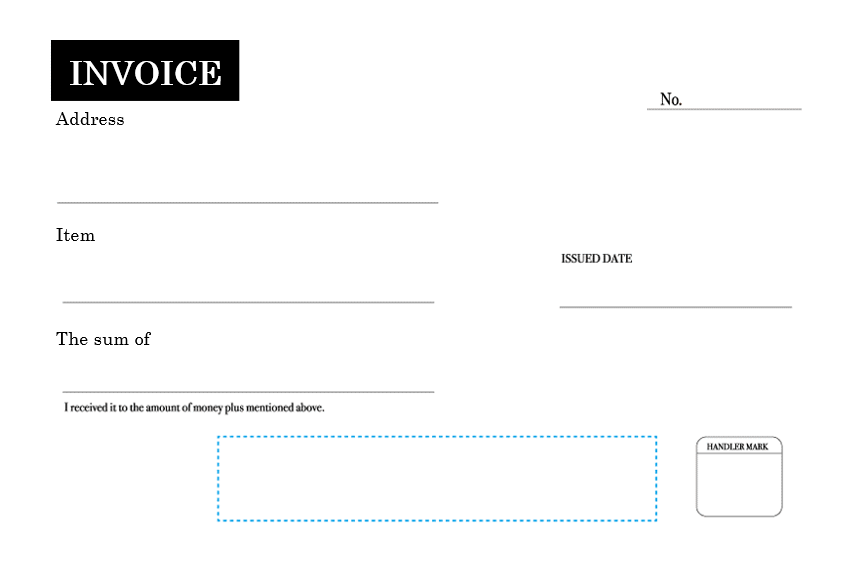 INVOICE
No.
Address
Item
ISSUED DATE
The sum of
I received it to the amount of money plus mentioned above.
HANDLER MARK